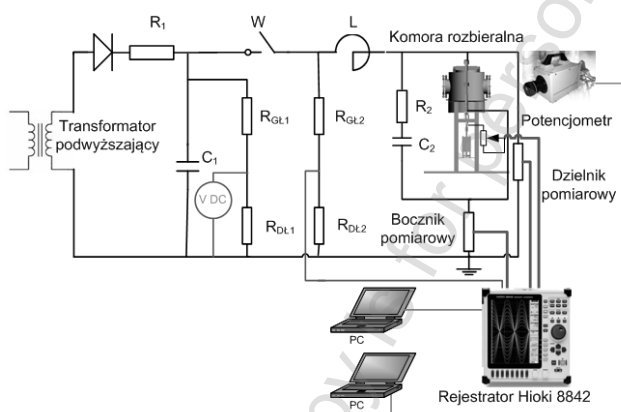 R1
W
L
Komora rozbieralna
Transformator
podwyższający
C1
V DC
RGŁ1
RGŁ2
R2
C2
Potencjometr
Dzielnik
pomiarowy
RDŁ1
RDŁ2
Bocznik
pomiarowy
PC
PC
Rejestrator Hioki 8842